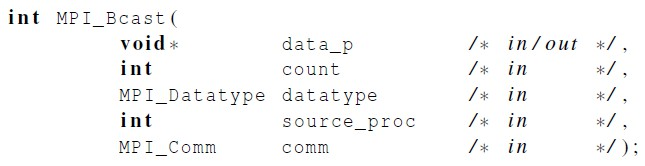 int MPI_Bcast(
void* data_p /* in/out */,
int count /* in */,
MPI_Datatype datatype /* in */,
int source_proc /* in */,
MPI_Comm comm /* in */);